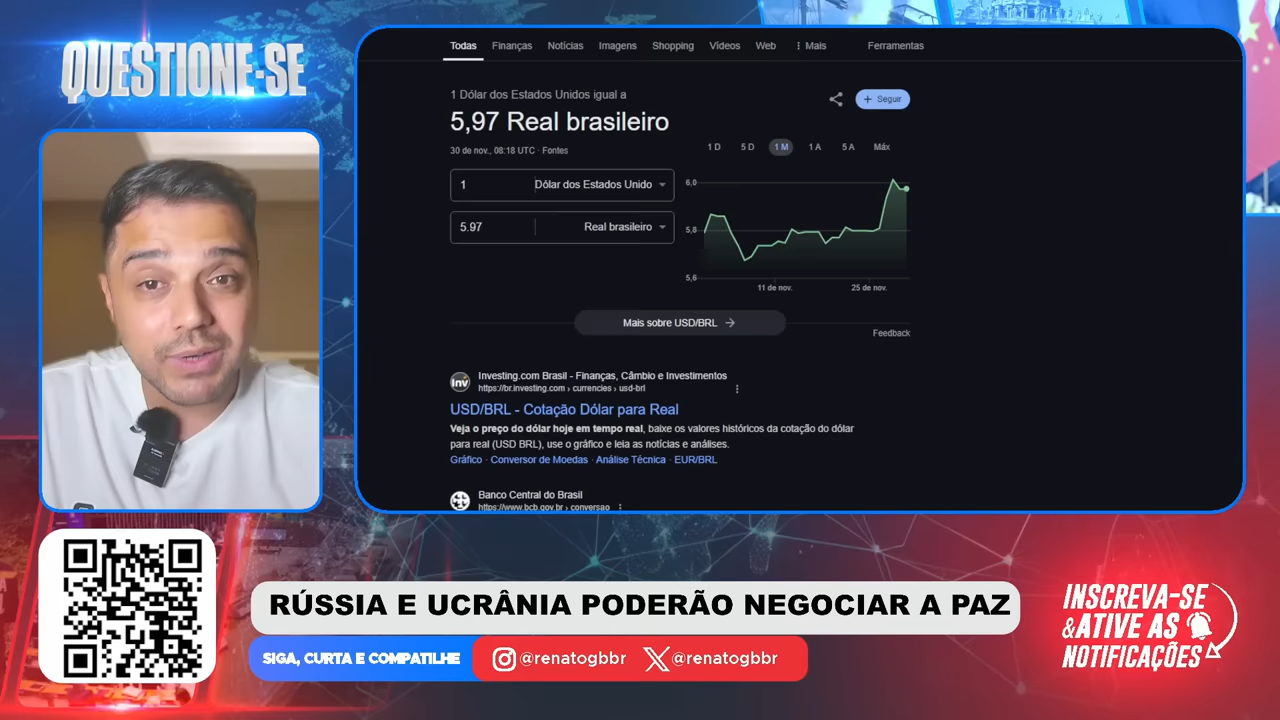 QUESTIONE-SE
Todas Finanças Notícias Imagens Shopping Vídeos Web Mais Ferramentas
1 Dólar dos Estados Unidos igual a
5,97 Real brasileiro
30 de nov., 08:18 UTC · Fontes
Seguir
1 Dólar dos Estados Unido
5.97 Real brasileiro
1 D 5 D 1 M 1 A 5 A Máx
6,0
5,8
5,6
11 de nov. 25 de nov.
Mais sobre USD/BRL
Feedback
Inv
Investing.com Brasil - Finanças, Câmbio e Investimentos
https://br.investing.com › currencies › usd-brl
USD/BRL - Cotação Dólar para Real
Veja o preço do dólar hoje em tempo real, baixe os valores históricos da cotação do dólar
para real (USD BRL), use o gráfico e leia as notícias e análises.
Gráfico · Conversor de Moedas · Análise Técnica · EUR/BRL
Banco Central do Brasil
https://www.bcb.gov.br › conversao
RÚSSIA E UCRÂNIA PODERÃO NEGOCIAR A PAZ
SIGA, CURTA E COMPATILHE @renatogbbr @renatogbbr
INSCREVA-SE
&ATIVE AS
NOTIFICAÇÕES